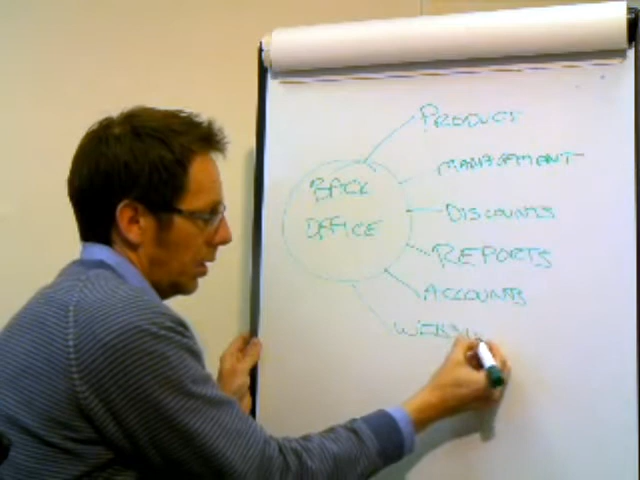 BACK
OFFICE
PRODUCT
MANAGEMENT
DISCOUNTS
REPORTS
ACCOUNTS